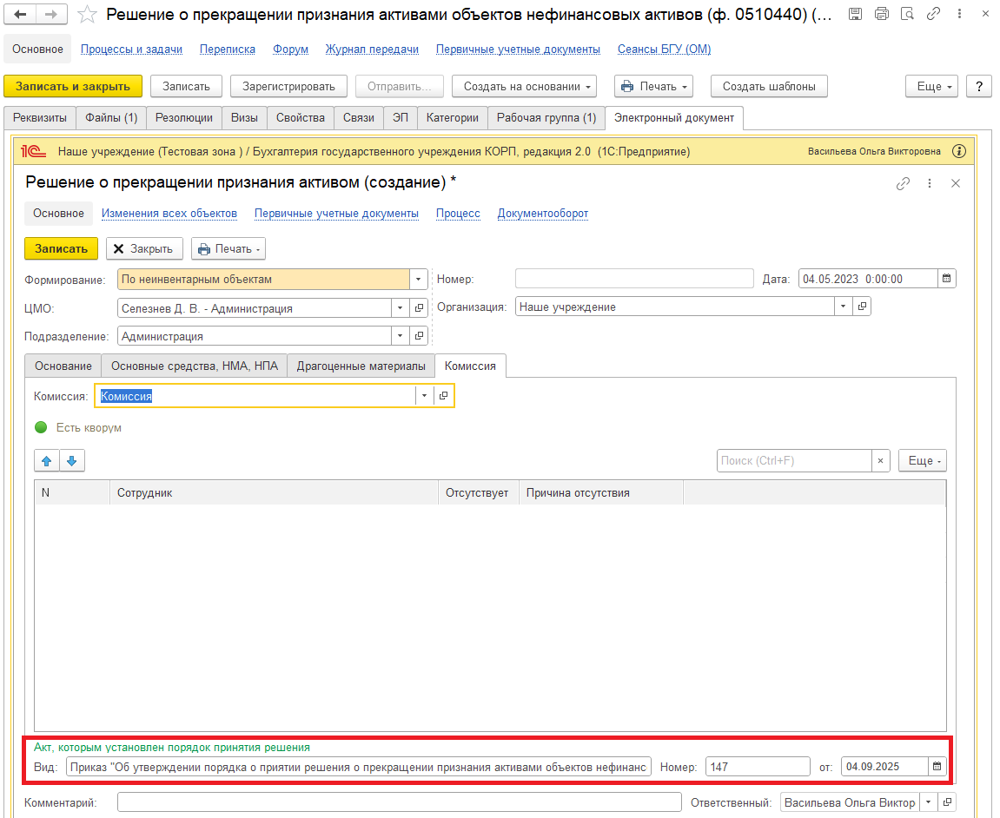 Решение о прекращении признания активами объектов нефинансовых активов (ф. 0510440) (...
Основное Процессы и задачи Переписка Форум Журнал передачи Первичные учетные документы Сеансы БГУ (ОМ)
Записать и закрыть Записать Зарегистрировать Отправить... Создать на основании Печать Создать шаблоны Еще ?
Реквизиты Файлы (1) Резолюции Визы Свойства Связи ЭП Категории Рабочая группа (1) Электронный документ
1С Наше учреждение (Тестовая зона ) / Бухгалтерия государственного учреждения КОРП, редакция 2.0 (1С:Предприятие) Васильева Ольга Викторовна
Решение о прекращении признания активом (создание) *
Основное Изменения всех объектов Первичные учетные документы Процесс Документооборот
Записать Закрыть Печать
Формирование: По неинвентарным объектам Номер: Дата: 04.05.2023 0:00:00
ЦМО: Селезнев Д. В. - Администрация Организация: Наше учреждение
Подразделение: Администрация
Основание Основные средства, НМА, НПА Драгоценные материалы Комиссия
Комиссия: Комиссия
Есть кворум
Поиск (Ctrl+F) × Еще
N Сотрудник Отсутствует Причина отсутствия
Акт, которым установлен порядок принятия решения
Вид: Приказ "Об утверждении порядка о приятии решения о прекращении признания активами объектов нефинанс Номер: 147 от: 04.09.2025
Комментарий: Ответственный: Васильева Ольга Виктор